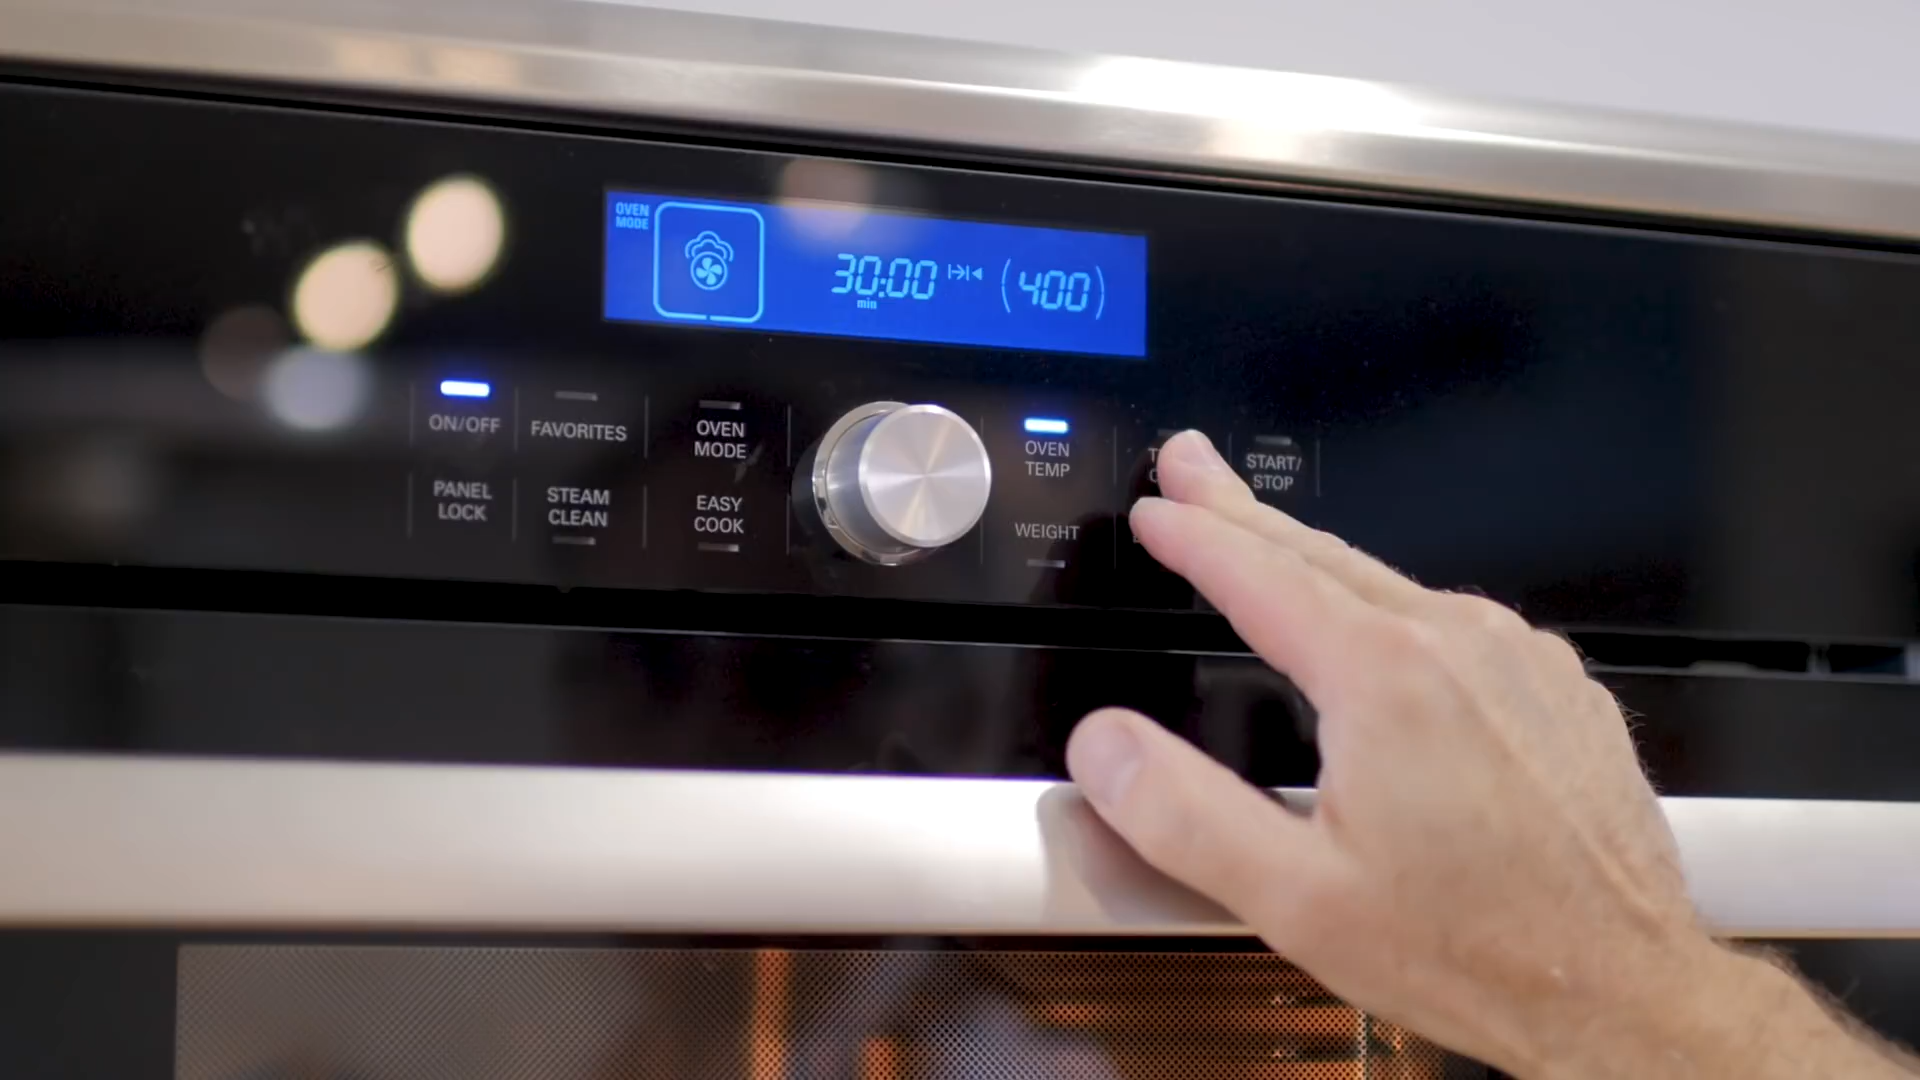 OVEN
MODE
30:00
min
(400)
ON/OFF
FAVORITES
OVEN
MODE
OVEN
TEMP
START/
STOP
PANEL
LOCK
STEAM
CLEAN
EASY
COOK
WEIGHT